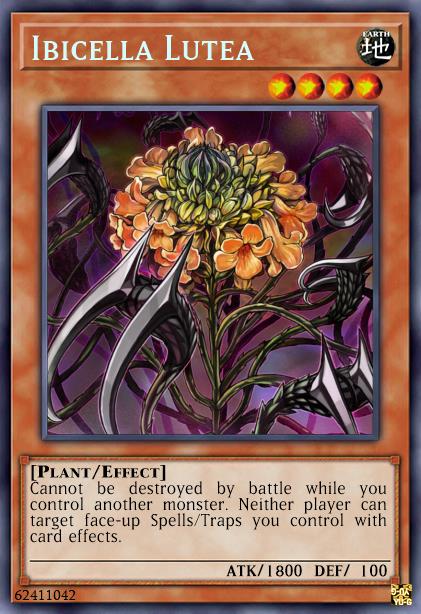 Ibicella Lutea
EARTH
地
[Plant/Effect]
Cannot be destroyed by battle while you
control another monster. Neither player can
target face-up Spells/Traps you control with
card effects.
ATK/1800 DEF/ 100
62411042